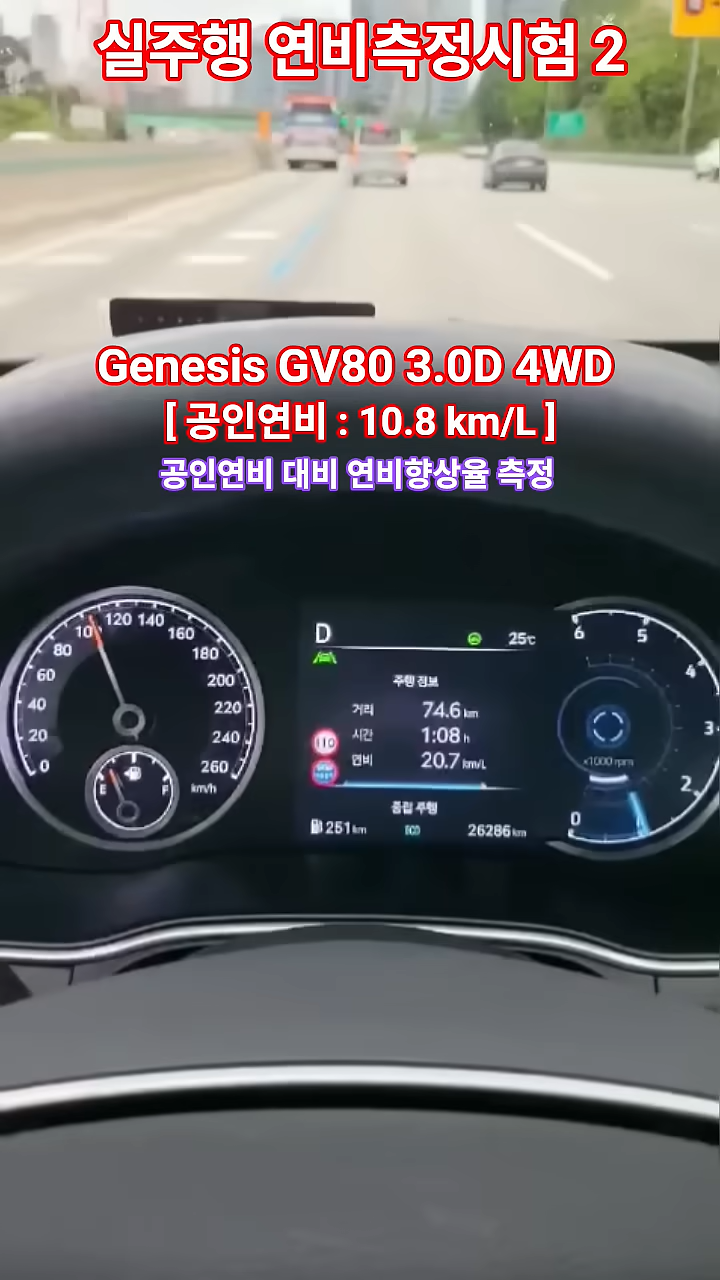 실주행 연비측정시험 2
Genesis GV80 3.0D 4WD
[ 공인연비 : 10.8 km/L ]
공인연비 대비 연비향상율 측정
0 20 40 60 80 100 120 140 160 180 200 220 240 260
km/h
E F
D 25℃
주행 정보
거리 74.6 km
시간 1:08 h
연비 20.7 km/L
110
중립 주행
251 km ECO 26286 km
6 5 4 3 2 0
x1000 rpm